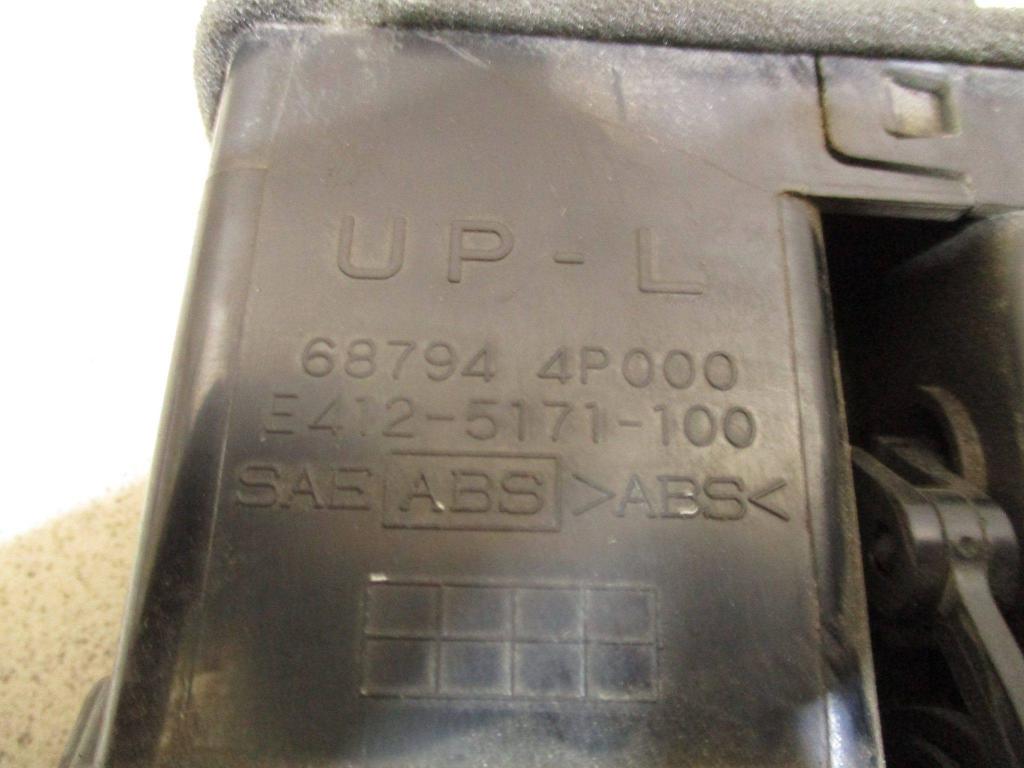 UP-L
68794 4P000
E412-5171-100
SAE ABS >ABS<